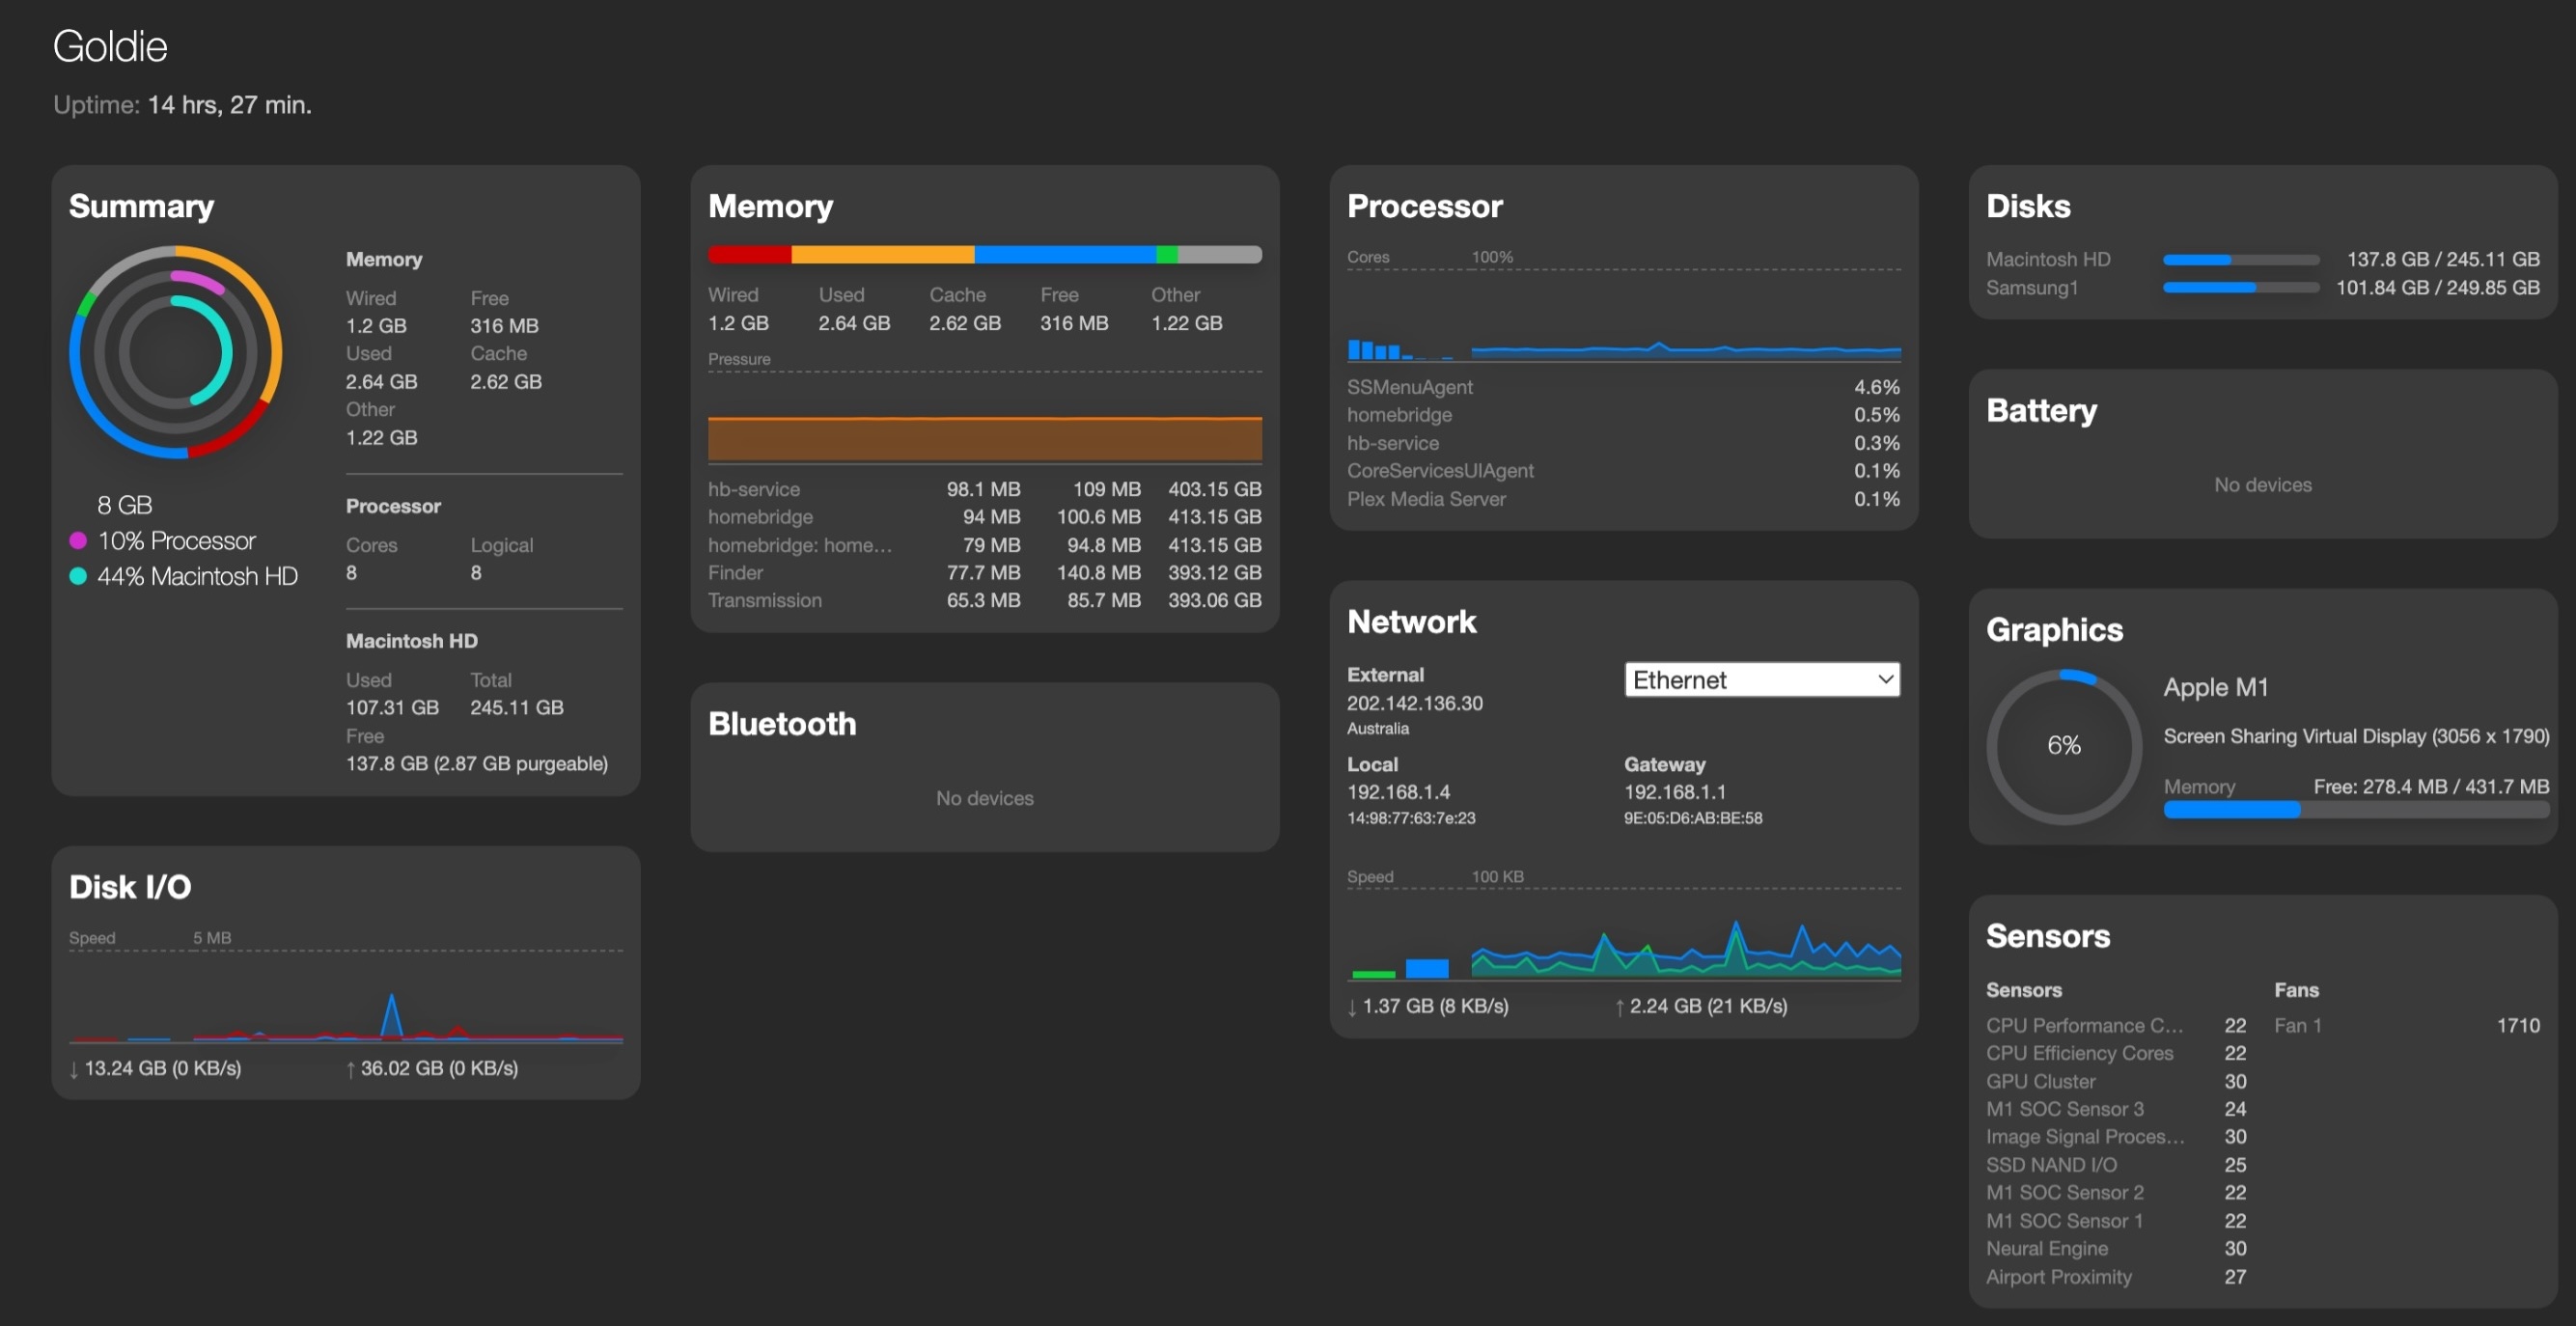 Goldie
Uptime: 14 hrs, 27 min.
Summary
8 GB
10% Processor
44% Macintosh HD
Memory
Wired Free
1.2 GB 316 MB
Used Cache
2.64 GB 2.62 GB
Other
1.22 GB
Processor
Cores Logical
8 8
Macintosh HD
Used Total
107.31 GB 245.11 GB
Free
137.8 GB (2.87 GB purgeable)
Disk I/O
Speed 5 MB
↓ 13.24 GB (0 KB/s) ↑ 36.02 GB (0 KB/s)
Memory
Wired Used Cache Free Other
1.2 GB 2.64 GB 2.62 GB 316 MB 1.22 GB
Pressure
hb-service 98.1 MB 109 MB 403.15 GB
homebridge 94 MB 100.6 MB 413.15 GB
homebridge: home... 79 MB 94.8 MB 413.15 GB
Finder 77.7 MB 140.8 MB 393.12 GB
Transmission 65.3 MB 85.7 MB 393.06 GB
Bluetooth
No devices
Processor
Cores 100%
SSMenuAgent 4.6%
homebridge 0.5%
hb-service 0.3%
CoreServicesUIAgent 0.1%
Plex Media Server 0.1%
Network
External Ethernet
202.142.136.30
Australia
Local Gateway
192.168.1.4 192.168.1.1
14:98:77:63:7e:23 9E:05:D6:AB:BE:58
Speed 100 KB
↓ 1.37 GB (8 KB/s) ↑ 2.24 GB (21 KB/s)
Disks
Macintosh HD 137.8 GB / 245.11 GB
Samsung1 101.84 GB / 249.85 GB
Battery
No devices
Graphics
6%
Apple M1
Screen Sharing Virtual Display (3056 x 1790)
Memory Free: 278.4 MB / 431.7 MB
Sensors
Sensors Fans
CPU Performance C... 22 Fan 1 1710
CPU Efficiency Cores 22
GPU Cluster 30
M1 SOC Sensor 3 24
Image Signal Proces... 30
SSD NAND I/O 25
M1 SOC Sensor 2 22
M1 SOC Sensor 1 22
Neural Engine 30
Airport Proximity 27